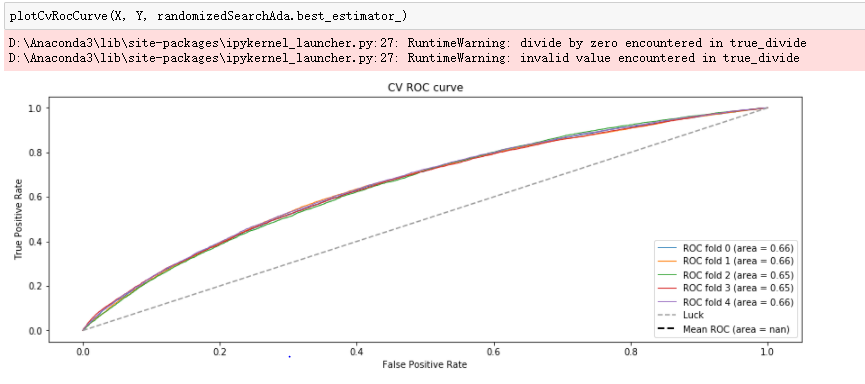 plotCvRocCurve(X, Y, randomizedSearchAda.best_estimator_)
D:\Anaconda3\lib\site-packages\ipykernel_launcher.py:27: RuntimeWarning: divide by zero encountered in true_divide
D:\Anaconda3\lib\site-packages\ipykernel_launcher.py:27: RuntimeWarning: invalid value encountered in true_divide
CV ROC curve
1.0
0.8
0.6
0.4
0.2
0.0
True Positive Rate
ROC fold 0 (area = 0.66)
ROC fold 1 (area = 0.66)
ROC fold 2 (area = 0.65)
ROC fold 3 (area = 0.65)
ROC fold 4 (area = 0.66)
Luck
Mean ROC (area = nan)
0.0 0.2 0.4 0.6 0.8 1.0
False Positive Rate